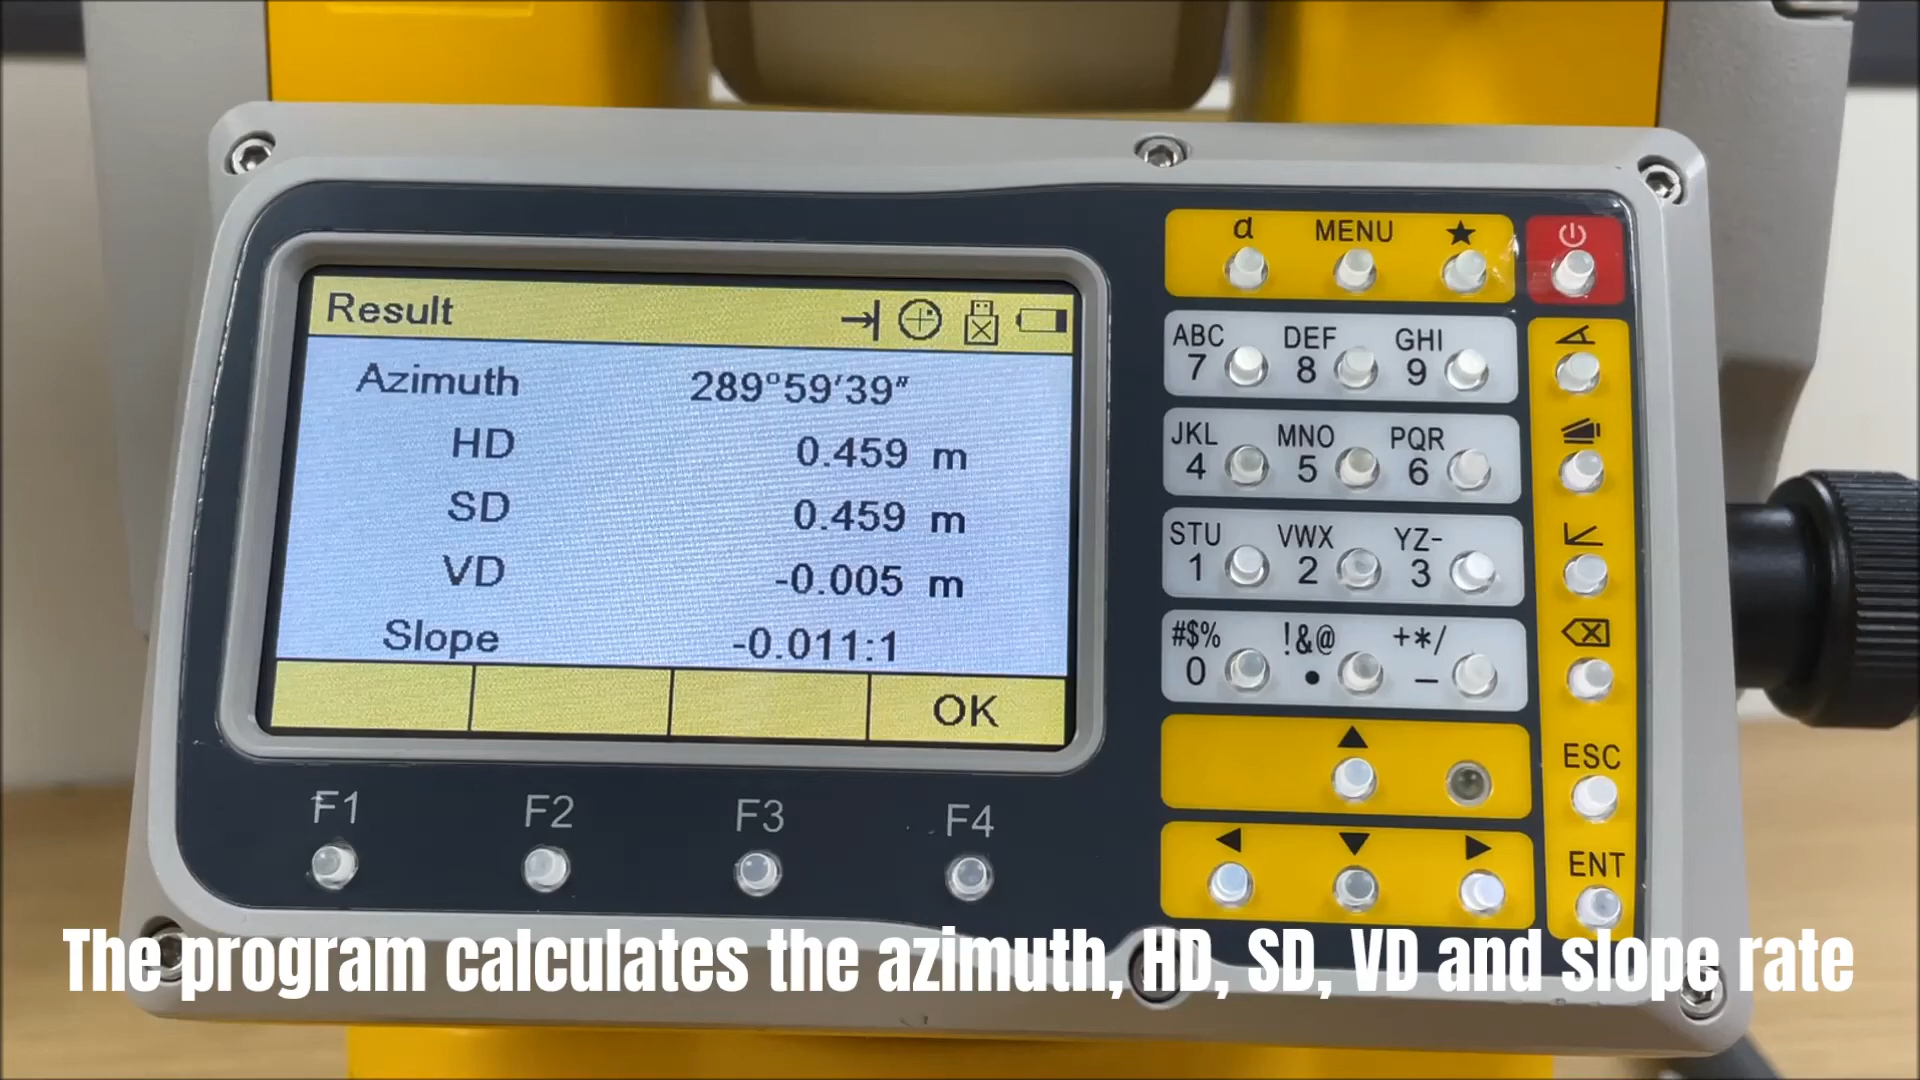 Result
Azimuth 289°59'39"
HD 0.459 m
SD 0.459 m
VD -0.005 m
Slope -0.011:1
OK
F1 F2 F3 F4
α MENU ★
ABC DEF GHI
7 8 9
JKL MNO PQR
4 5 6
STU VWX YZ-
1 2 3
#$% !&@ +*/
0 • –
▲
◀ ▼ ▶
ESC
ENT
The program calculates the azimuth, HD, SD, VD and slope rate